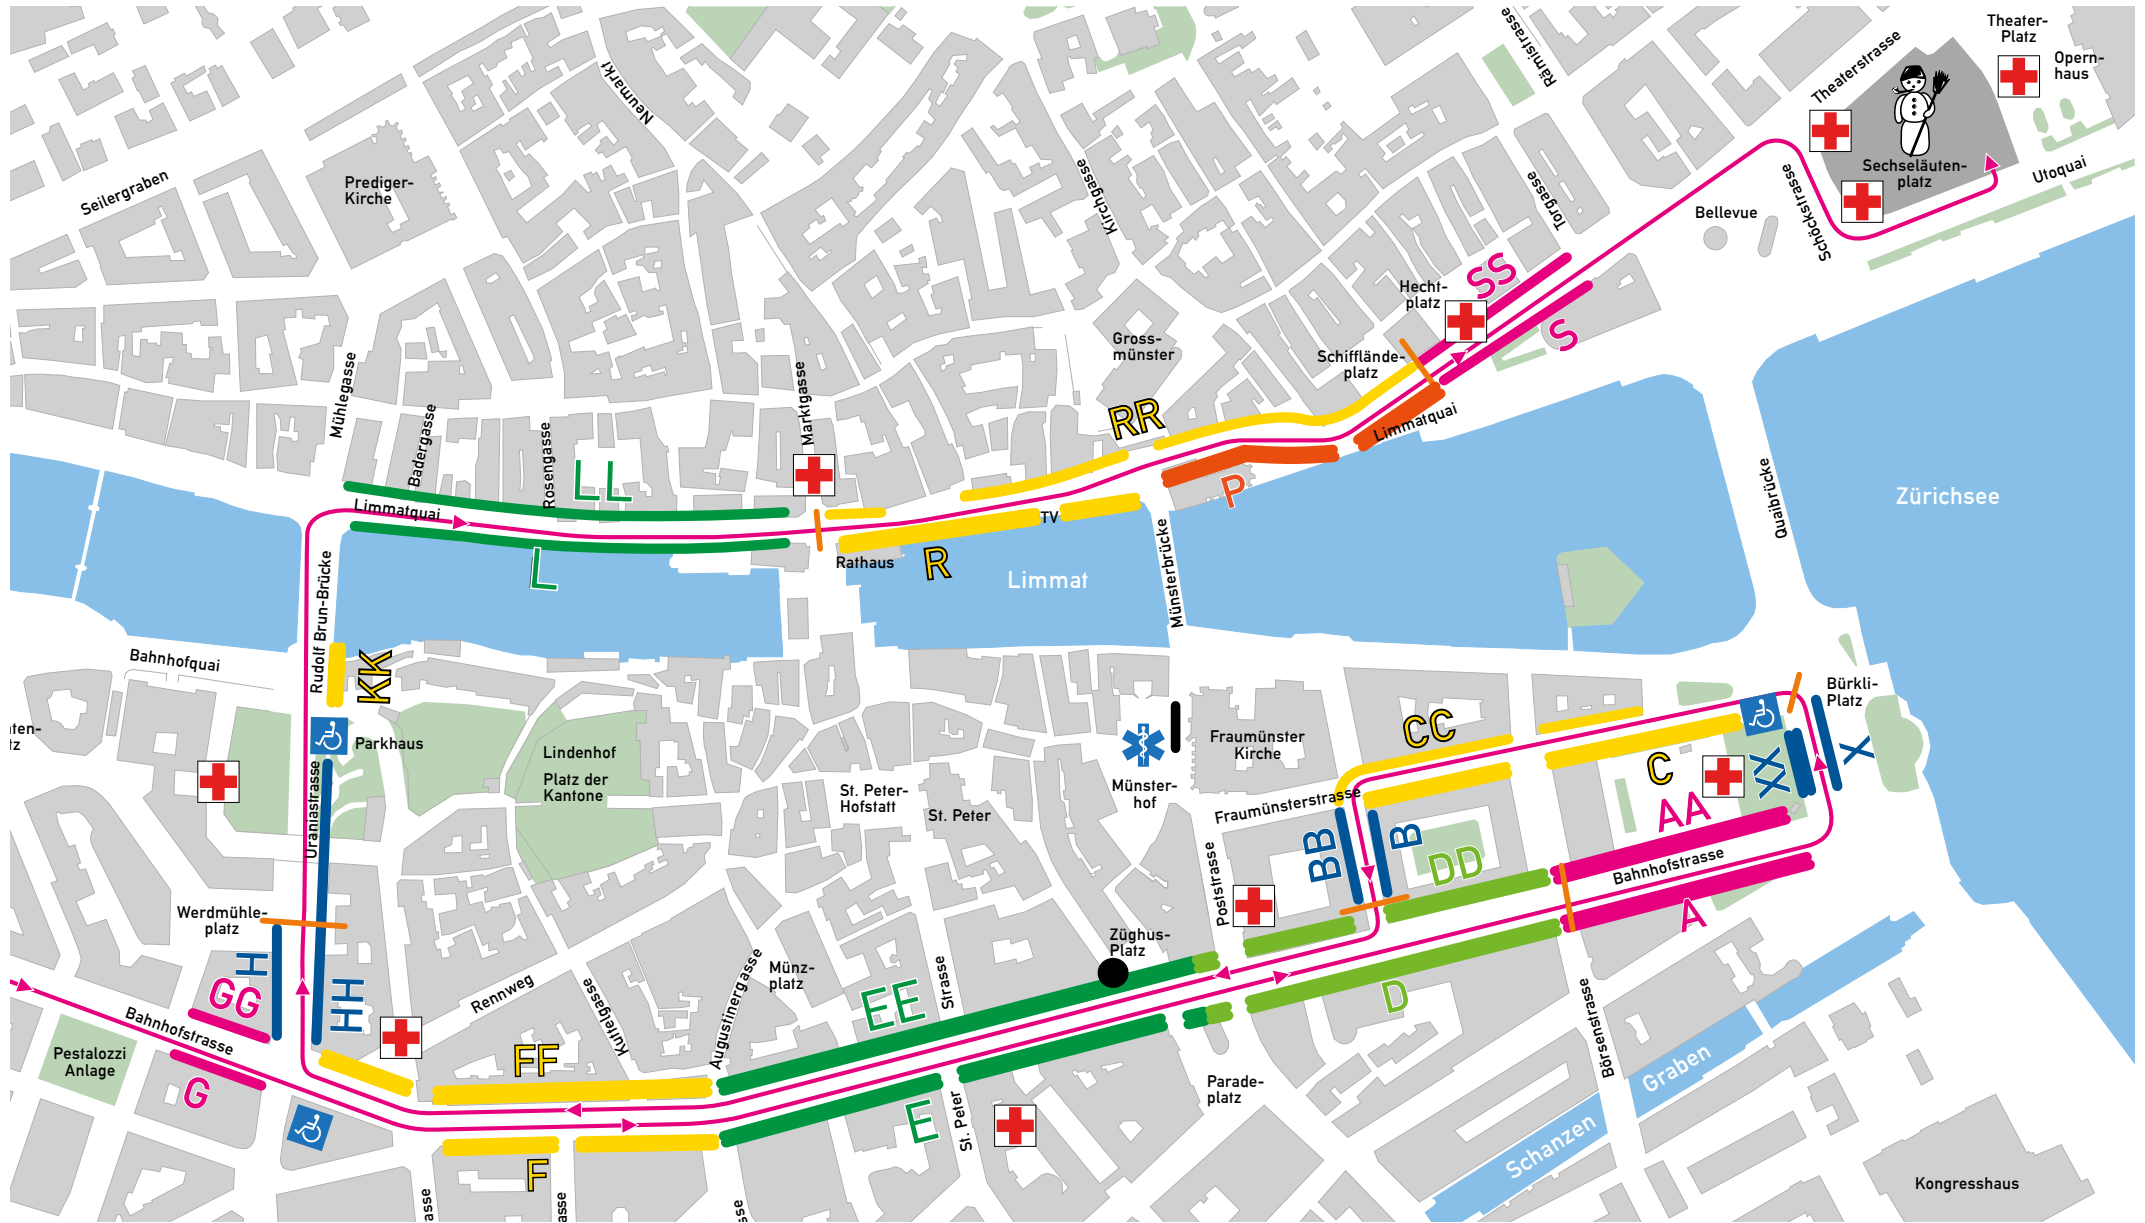 Theater-
Platz
Opern-
haus
Theaterstrasse
Rämistrasse
Neumarkt
Sechseläuten-
platz
Utoquai
Schöckstrasse
Bellevue
Torgasse
Kirchgasse
Prediger-
Kirche
Seilergraben
Hecht-
platz
SS
S
Gross-
münster
Schifflände-
platz
Mühlegasse
Badergasse
Rosengasse
Marktgasse
RR
Limmatquai
LL
Limmatquai
L
TV
P
R
Rathaus
Limmat
Münsterbrücke
Quaibrücke
Zürichsee
Rudolf Brun-Brücke
Bahnhofquai
KK
Parkhaus
Lindenhof
Platz der
Kantone
St. Peter-
Hofstatt
St. Peter
Münster-
hof
Fraumünster
Kirche
CC
C
Bürkli-
Platz
X
XX
AA
Fraumünsterstrasse
BB
B
DD
Bahnhofstrasse
A
Uraniastrasse
Werdmühle-
platz
H
HH
GG
G
Bahnhofstrasse
Pestalozzi
Anlage
Rennweg
Kuttelgasse
Augustinergasse
Münz-
platz
EE
E
Strasse
St. Peter
Züghus-
Platz
Poststrasse
D
FF
F
Parade-
platz
Börsenstrasse
Schanzen
Graben
Kongresshaus
asse
asse
sse